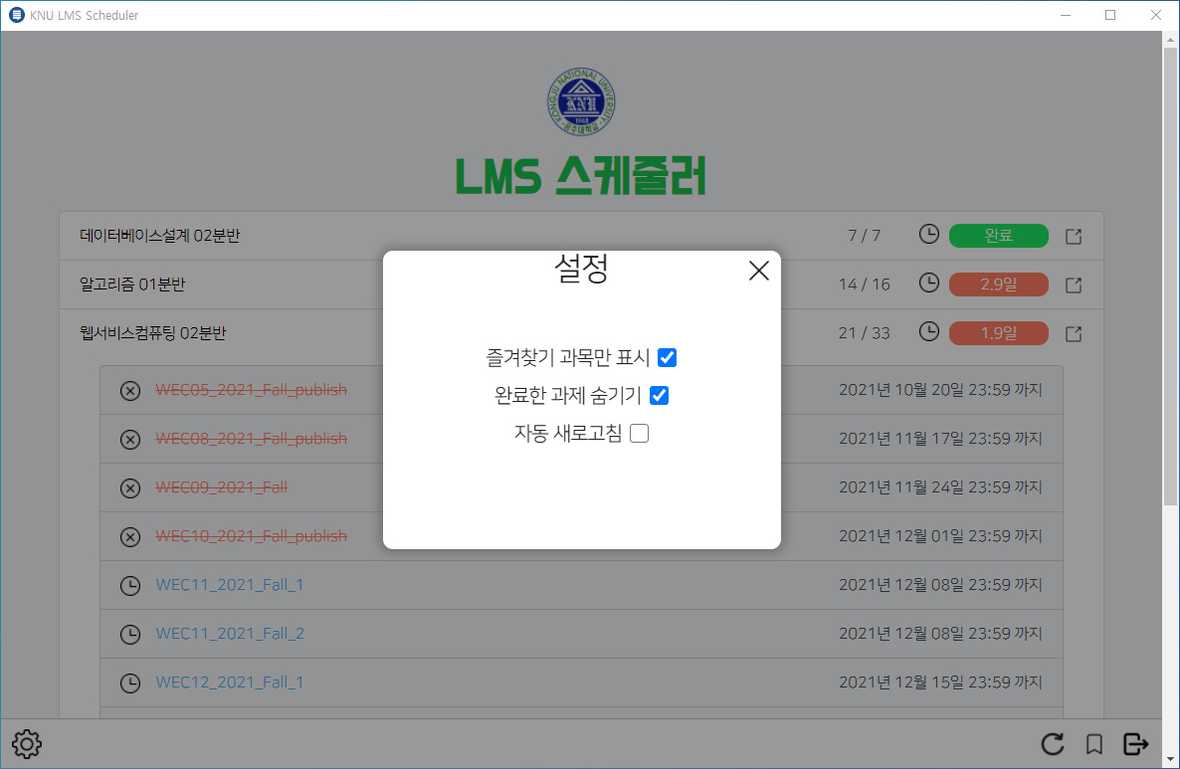 KNU LMS Scheduler
KONGJU NATIONAL UNIVERSITY
KNU
1948
공주대학교
LMS 스케줄러
데이터베이스설계 02분반 7 / 7 완료
알고리즘 01분반 14 / 16 2.9일
웹서비스컴퓨팅 02분반 21 / 33 1.9일
설정
즐겨찾기 과목만 표시
완료한 과제 숨기기
자동 새로고침
WEC05_2021_Fall_publish 2021년 10월 20일 23:59 까지
WEC08_2021_Fall_publish 2021년 11월 17일 23:59 까지
WEC09_2021_Fall 2021년 11월 24일 23:59 까지
WEC10_2021_Fall_publish 2021년 12월 01일 23:59 까지
WEC11_2021_Fall_1 2021년 12월 08일 23:59 까지
WEC11_2021_Fall_2 2021년 12월 08일 23:59 까지
WEC12_2021_Fall_1 2021년 12월 15일 23:59 까지